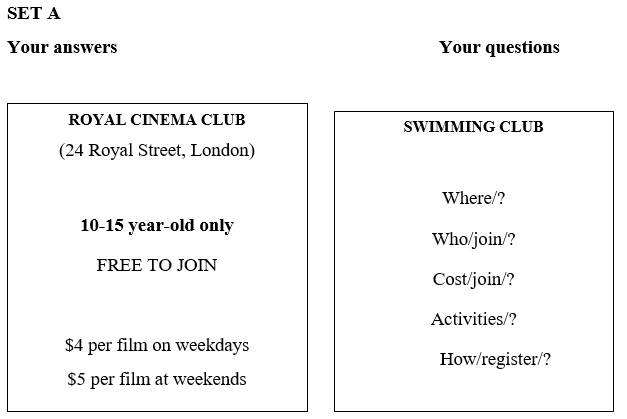 SET A
Your answers
Your questions
ROYAL CINEMA CLUB
(24 Royal Street, London)
10-15 year-old only
FREE TO JOIN
$4 per film on weekdays
$5 per film at weekends
SWIMMING CLUB
Where/?
Who/join/?
Cost/join/?
Activities/?
How/register/?